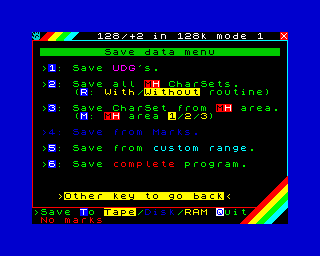 128/+2 in 128k mode 1
Save data menu
>1: Save UDG's.
>2: Save all MH CharSets.
(R: With/Without routine)
>3: Save CharSet from MH area.
(M: MH area 1/2/3)
>4: Save from Marks.
>5: Save from custom range.
>6: Save complete program.
>Other key to go back<
>Save To Tape/Disk/RAM Quit
No marks